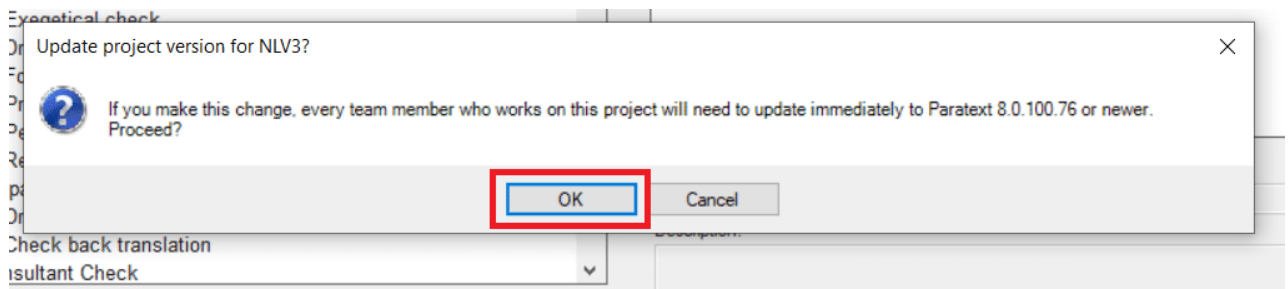 Exegetical check
Update project version for NLV3?
If you make this change, every team member who works on this project will need to update immediately to Paratext 8.0.100.76 or newer.
Proceed?
OK
Cancel
Description:
Check back translation
nsultant Check